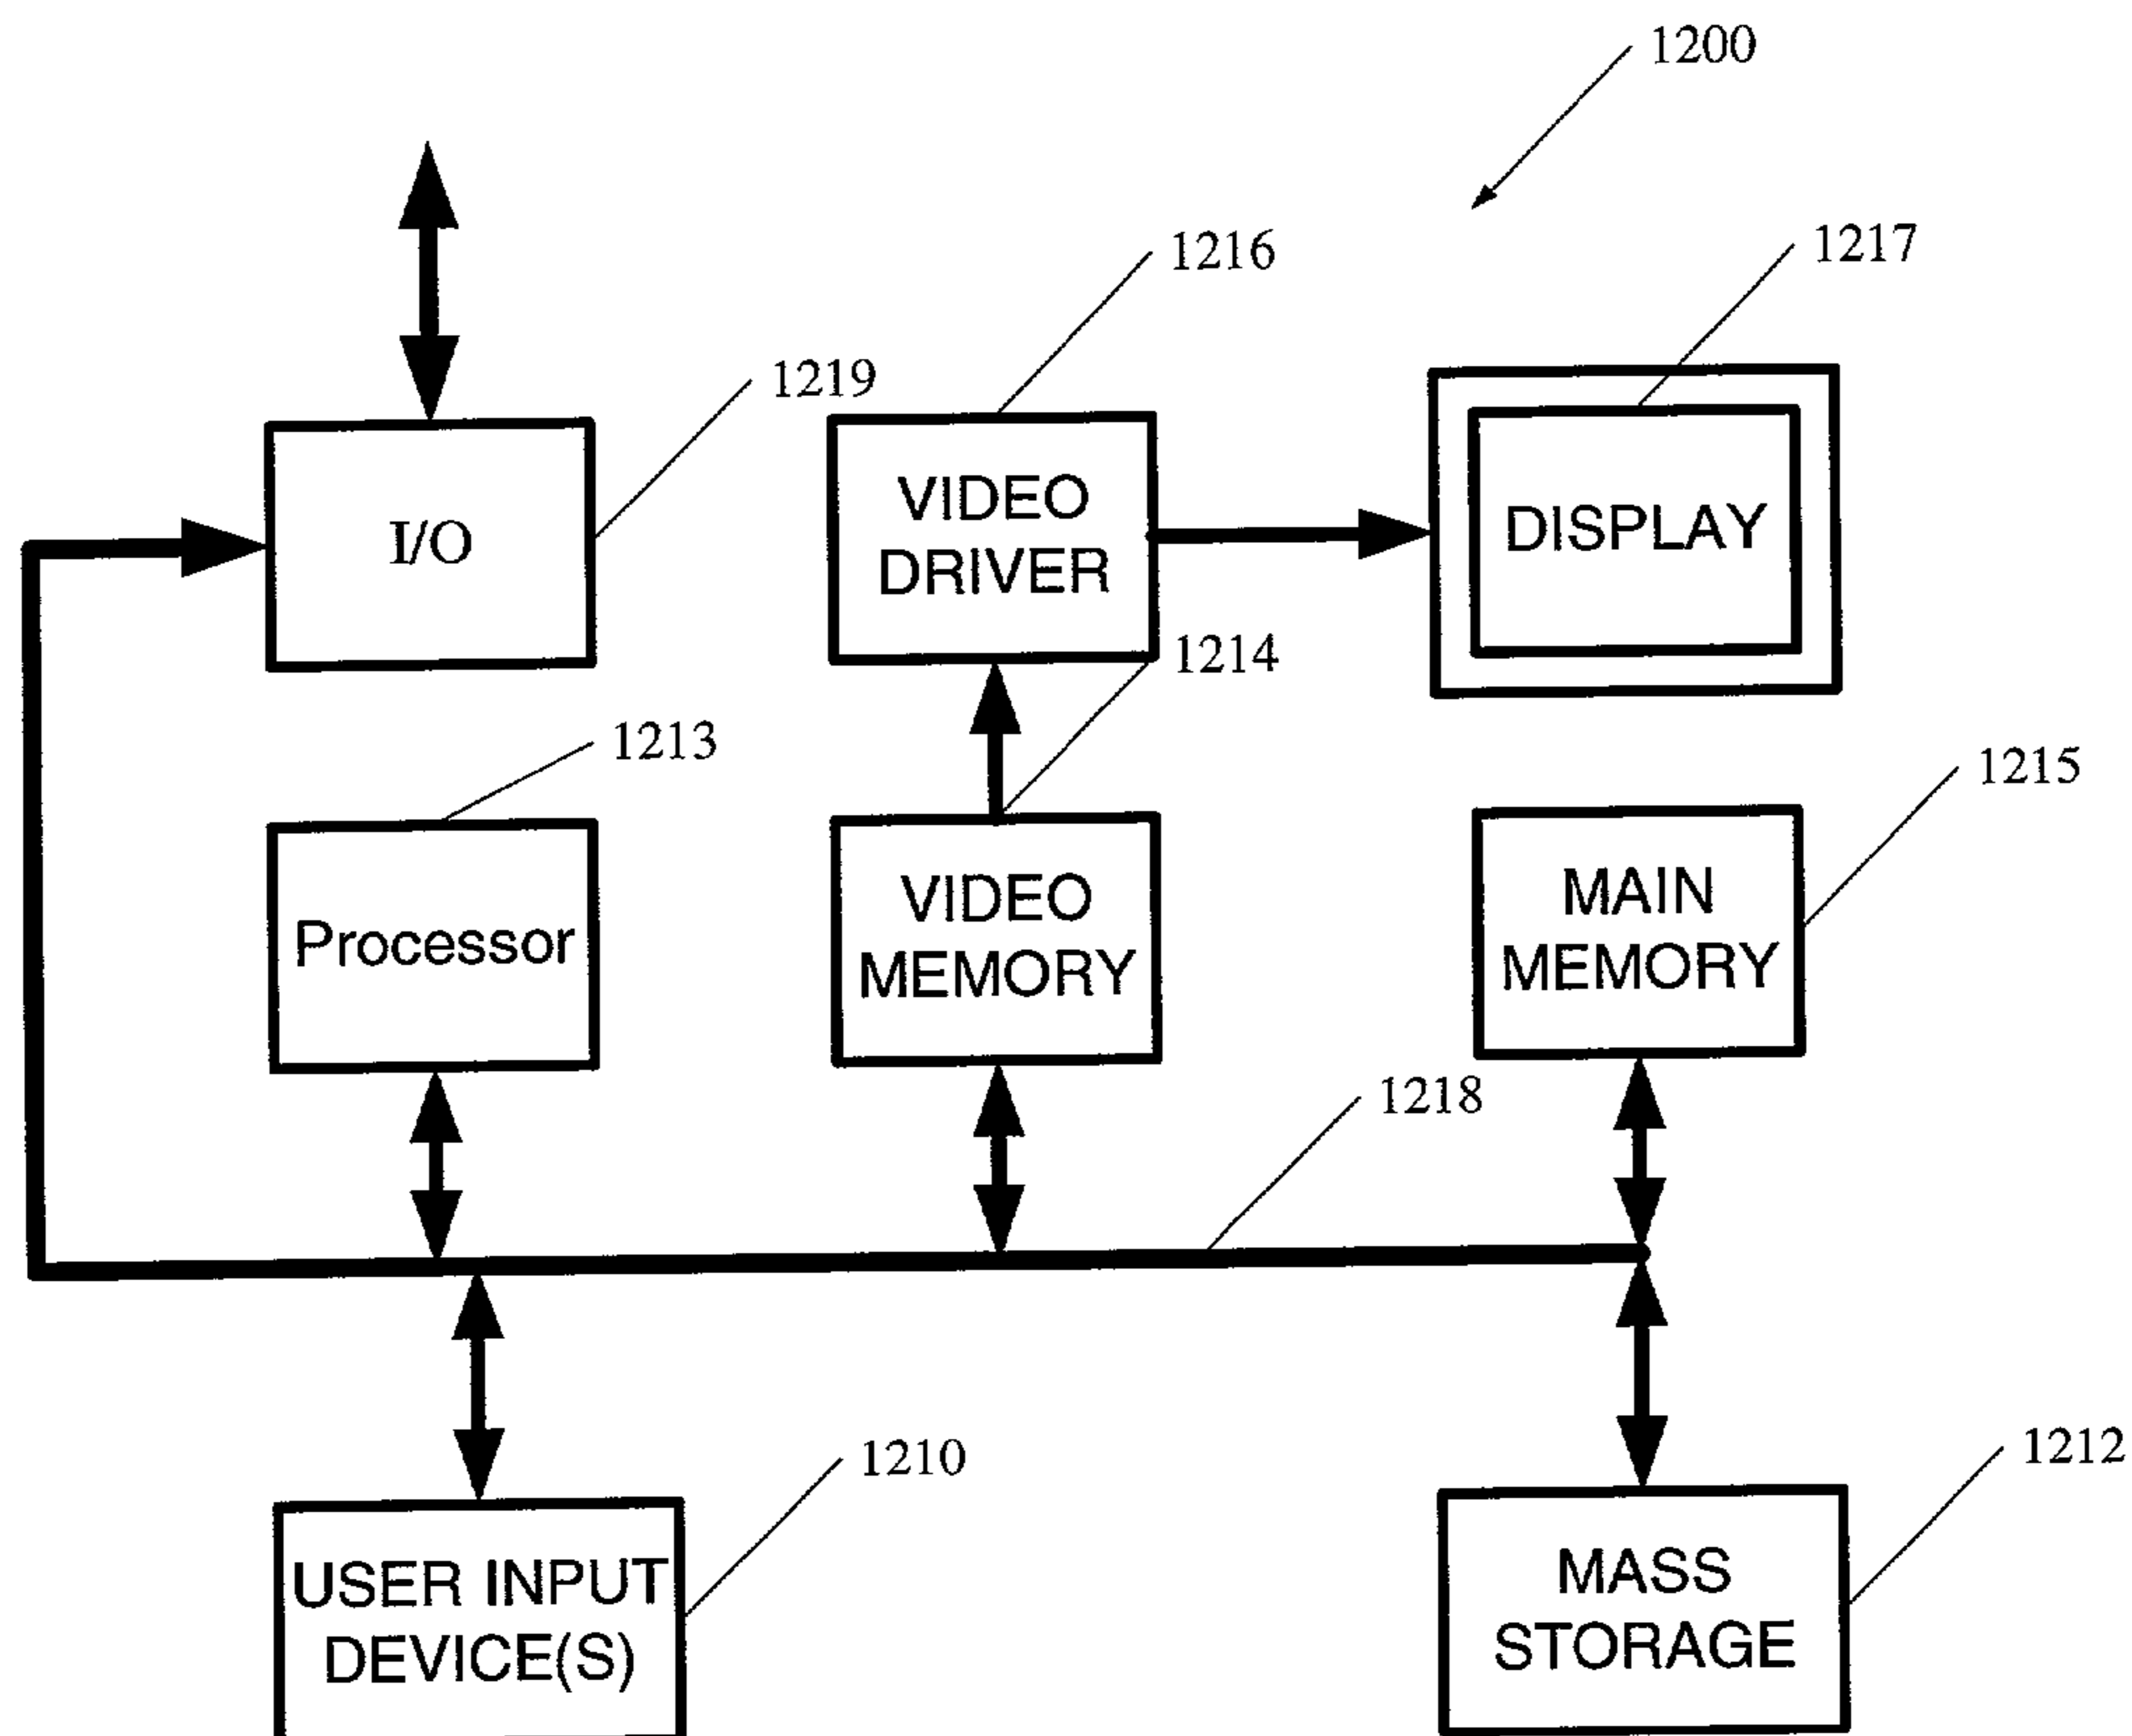 1200
1216
1217
1219
VIDEO
DRIVER
DISPLAY
I/O
1214
1213
1215
Processor
VIDEO
MEMORY
MAIN
MEMORY
1218
1210
1212
USER INPUT
DEVICE(S)
MASS
STORAGE